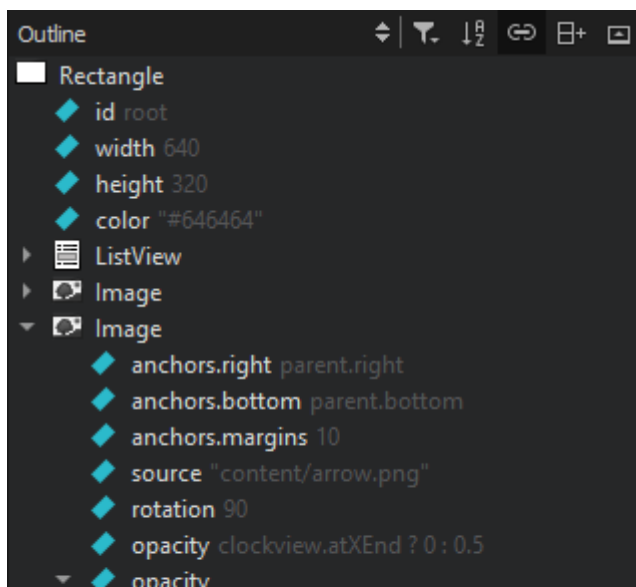 Outline
Rectangle
id root
width 640
height 320
color "#646464"
ListView
Image
Image
anchors.right parent.right
anchors.bottom parent.bottom
anchors.margins 10
source "content/arrow.png"
rotation 90
opacity clockview.atXEnd ? 0 : 0.5
opacity